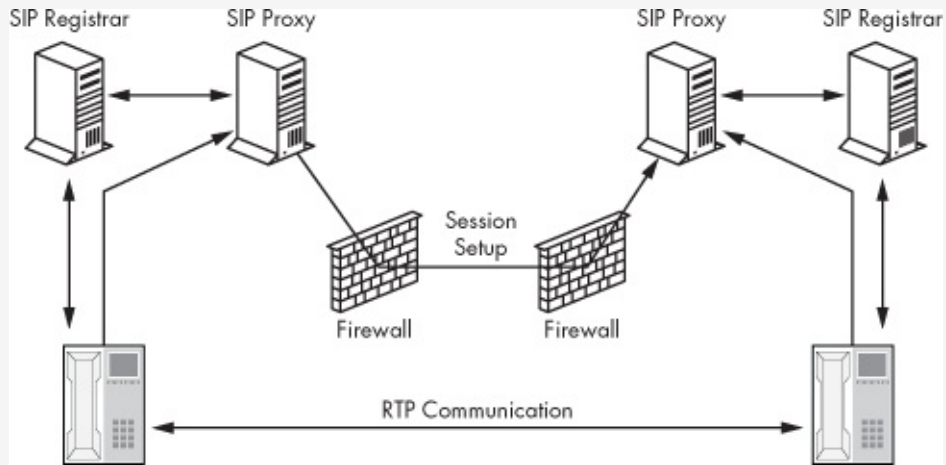 SIP Registrar
SIP Proxy
SIP Proxy
SIP Registrar
Session
Setup
Firewall
Firewall
RTP Communication